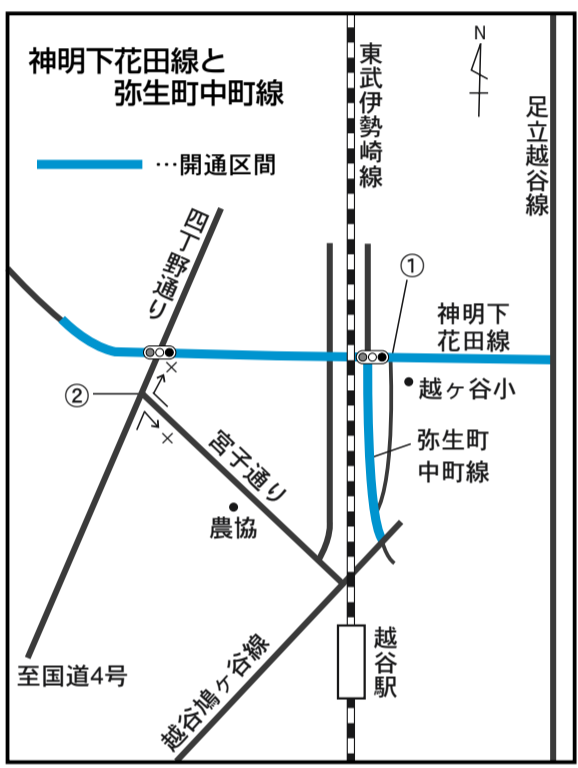 神明下花田線と
弥生町中町線
…開通区間
東武伊勢崎線
N
足立越谷線
四丁野通り
①
神明下
花田線
×
②
越ヶ谷小
×
宮子通り
弥生町
中町線
農協
越谷駅
至国道4号
越谷鳩ヶ谷線